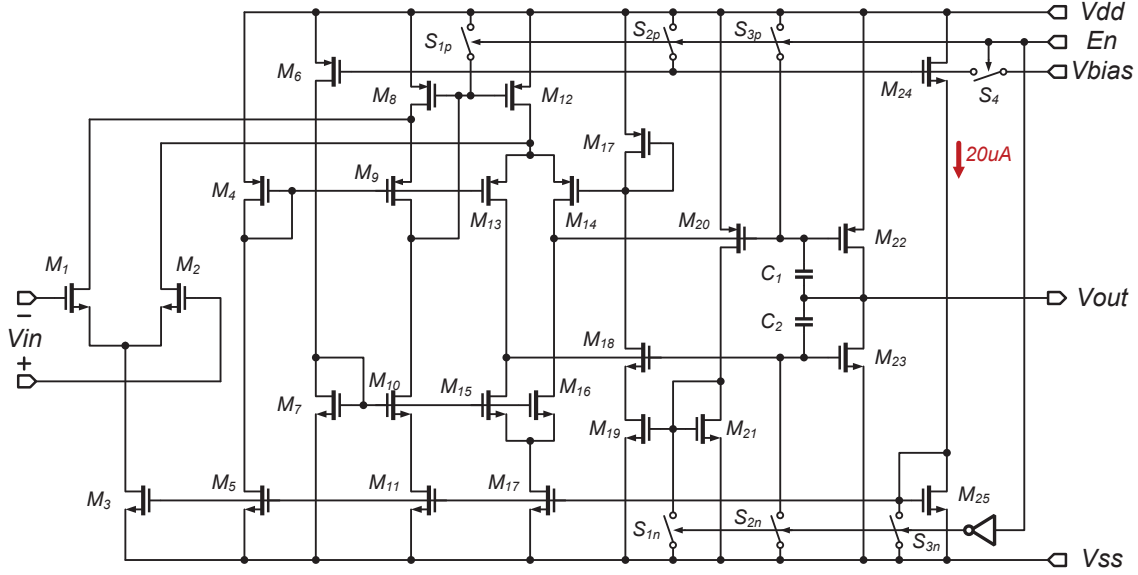 Vdd
S1p
S2p
S3p
En
M6
Vbias
M8
M12
M24
S4
M17
20uA
M9
M4
M13
M14
M20
M22
M1
M2
C1
Vout
−
Vin
C2
+
M18
M23
M7
M10
M15
M16
M19
M21
M3
M5
M11
M17
M25
S1n
S2n
S3n
Vss